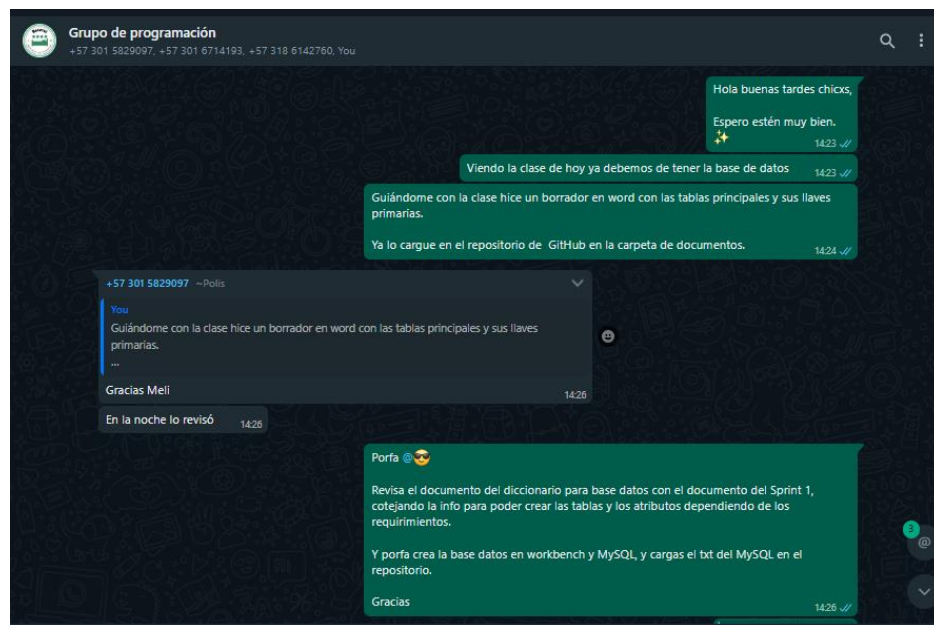 Grupo de programación
+57 301 5829097, +57 301 6714193, +57 318 6142760, You
Hola buenas tardes chicxs,
Espero estén muy bien.
✨
14:23
Viendo la clase de hoy ya debemos de tener la base de datos 14:23
Guiándome con la clase hice un borrador en word con las tablas principales y sus llaves
primarias.
Ya lo cargue en el repositorio de GitHub en la carpeta de documentos.
14:24
+57 301 5829097 ~Polis
You
Guiándome con la clase hice un borrador en word con las tablas principales y sus llaves
primarias.
...
Gracias Meli
14:26
En la noche lo revisó 14:26
Porfa @😎
Revisa el documento del diccionario para base datos con el documento del Sprint 1,
cotejando la info para poder crear las tablas y los atributos dependiendo de los
requirimientos.
Y porfa crea la base datos en workbench y MySQL, y cargas el txt del MySQL en el
repositorio.
Gracias
14:26
3
@